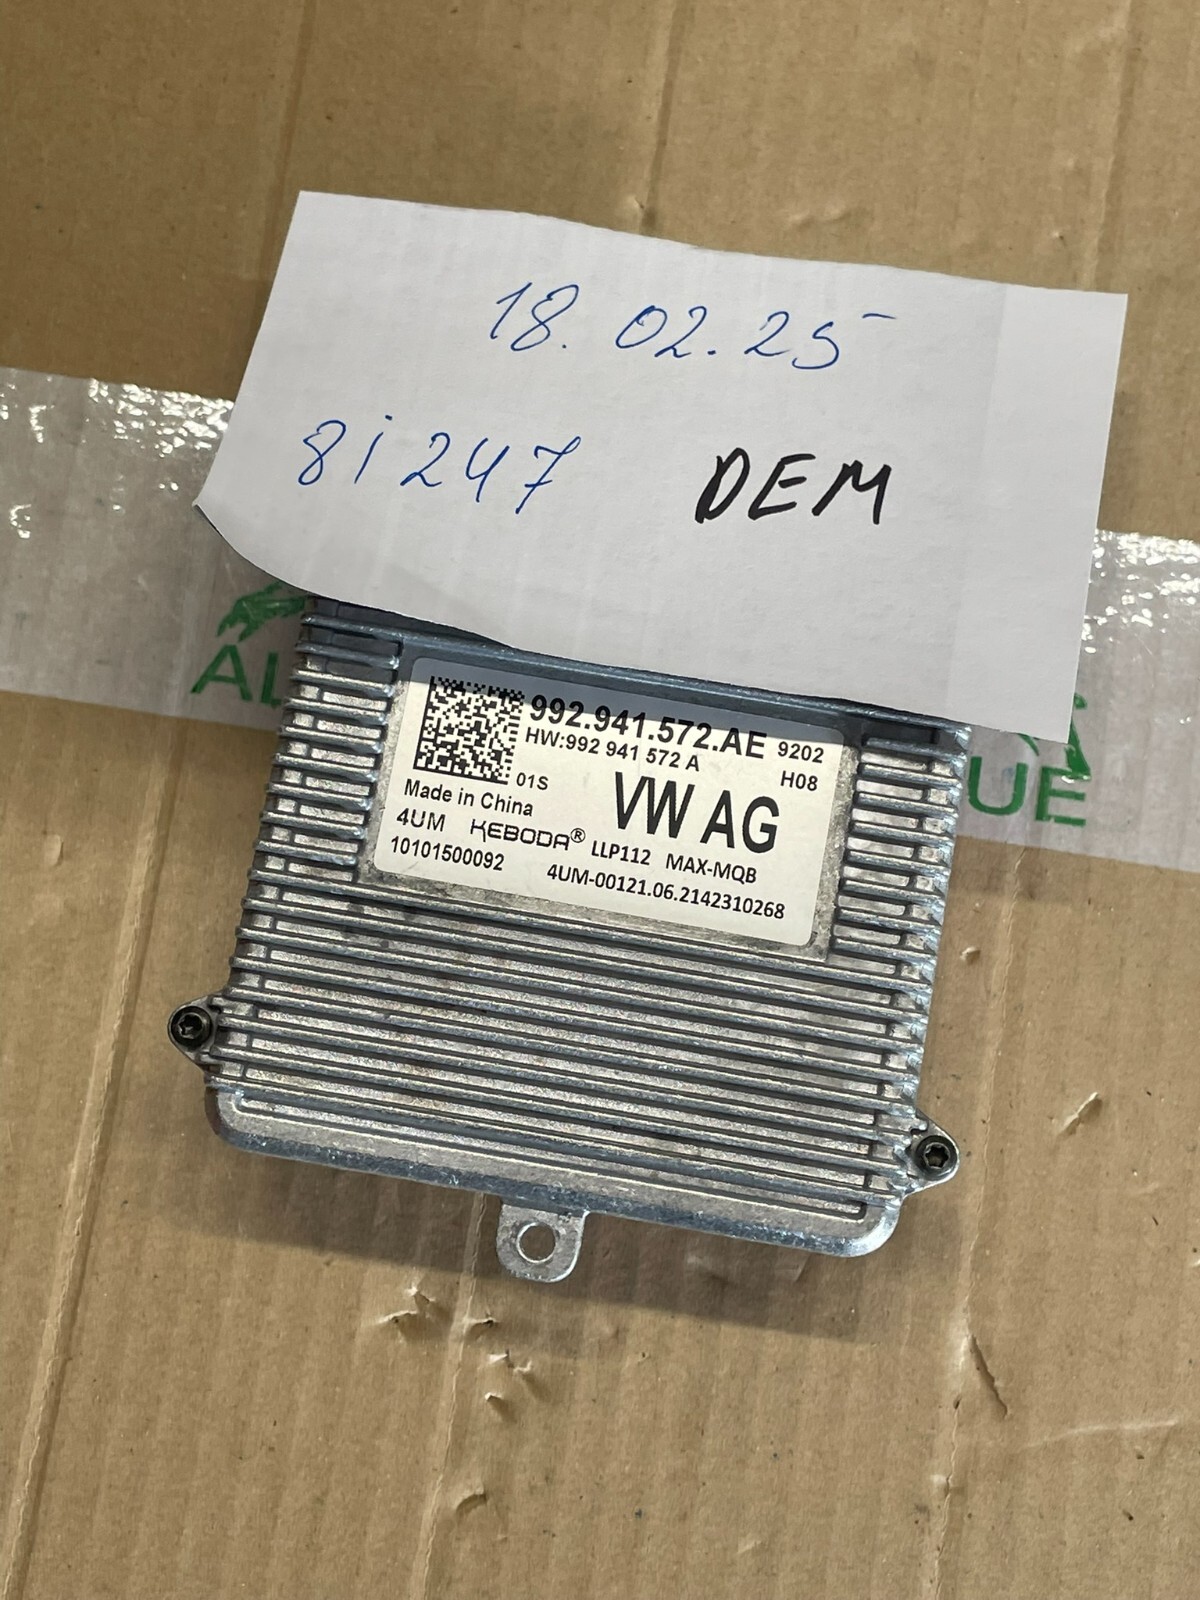 18.02.25
8i247 DEM
992.941.572.AE 9202
HW:992 941 572 A H08
01S
VW AG
Made in China
4UM KEBODA® LLP112 MAX-MQB
10101500092 4UM-00121.06.2142310268